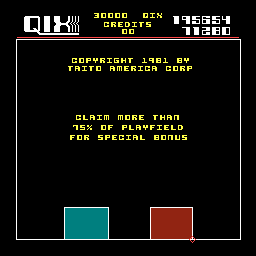 QIX
30000 QIX
CREDITS
00
195654
71280
COPYRIGHT 1981 BY
TAITO AMERICA CORP
CLAIM MORE THAN
75% OF PLAYFIELD
FOR SPECIAL BONUS